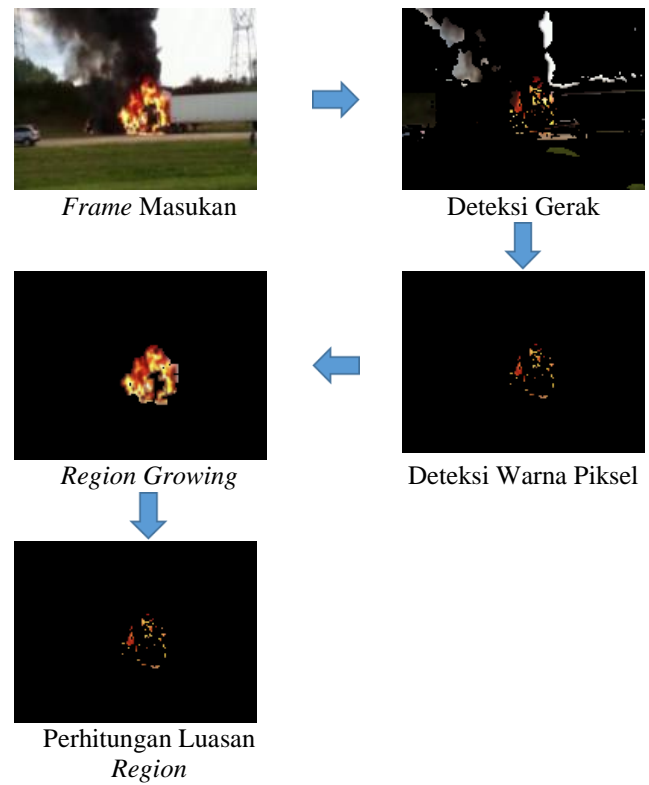 Frame Masukan
Deteksi Gerak
Region Growing
Deteksi Warna Piksel
Perhitungan Luasan
Region